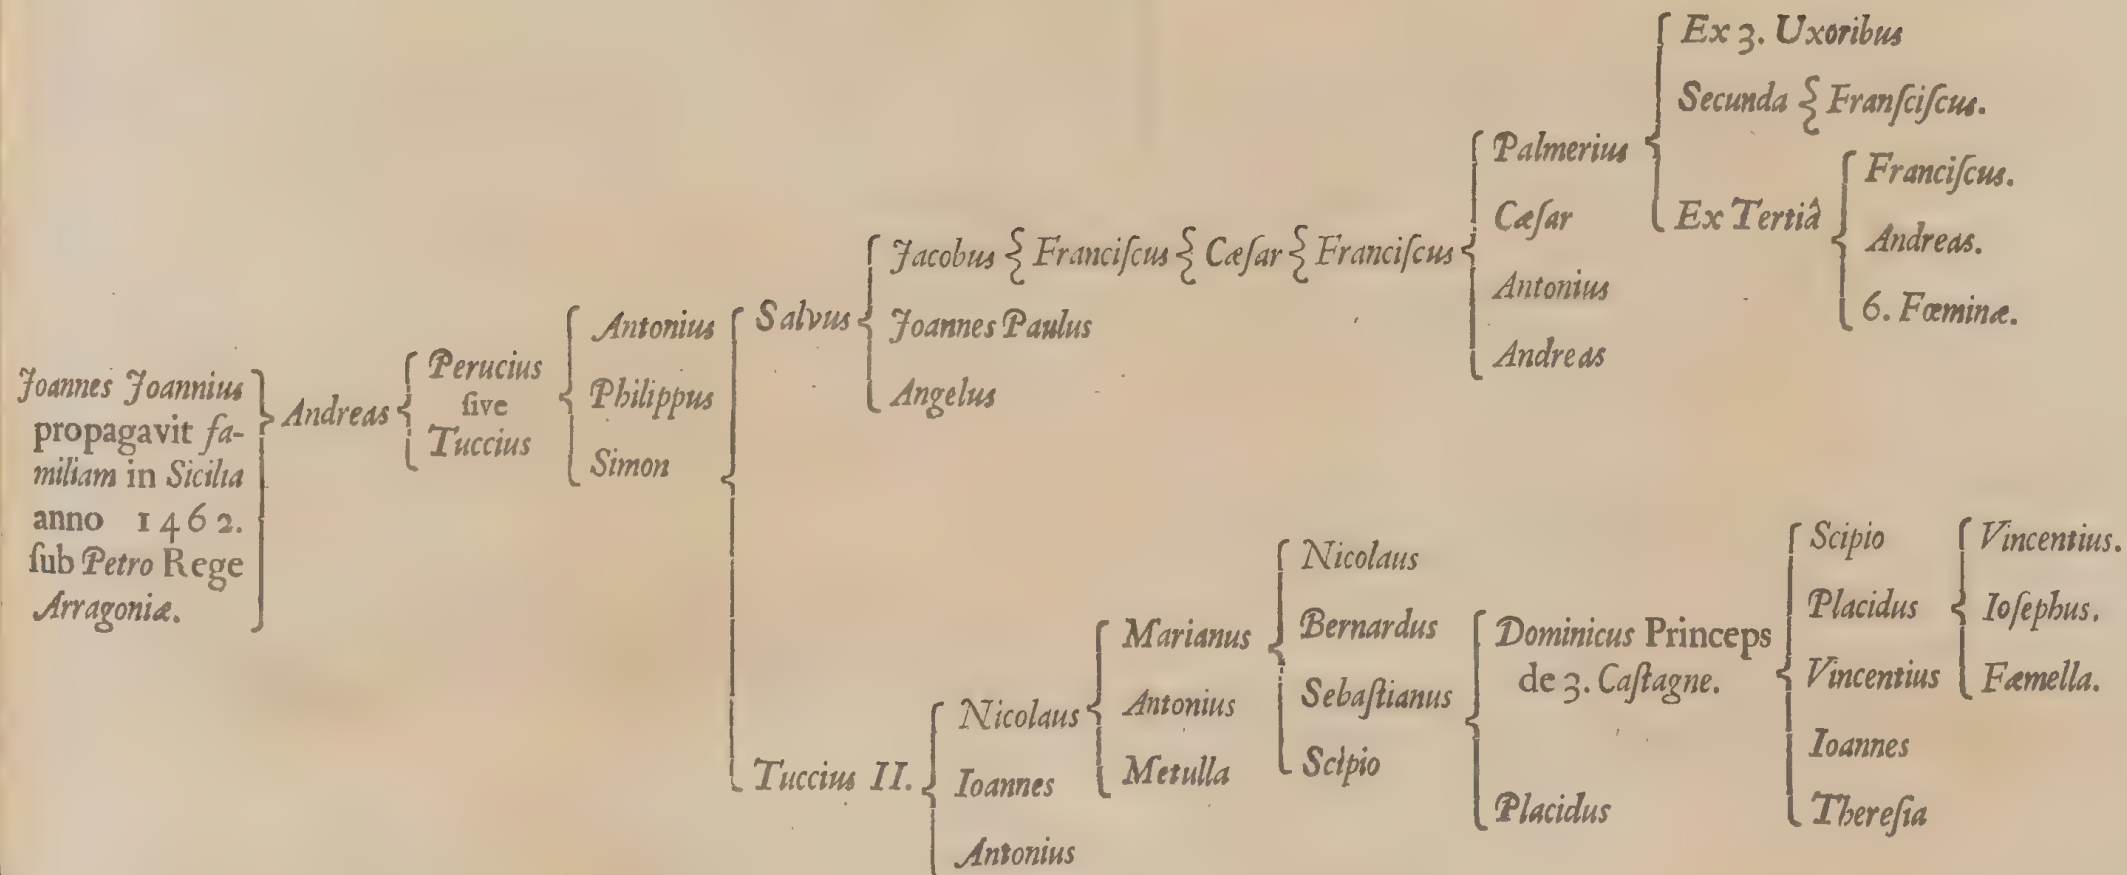 Joannes Joannius
propagavit fa-
miliam in Sicilia
anno 1462.
ſub Petro Rege
Arragoniæ.
Andreas
Perucius
ſive
Tuccius
Antonius
Philippus
Simon
Salvus
Jacobus
Joannes Paulus
Angelus
Franciſcus
Cæſar
Franciſcus
Palmerius
Cæſar
Antonius
Andreas
Ex 3. Uxoribus
Secunda
Franſciſcus.
Ex Tertiâ
Franciſcus.
Andreas.
6. Fœminæ.
Tuccius II.
Nicolaus
Ioannes
Antonius
Marianus
Antonius
Metulla
Nicolaus
Bernardus
Sebaſtianus
Scipio
Dominicus Princeps
de 3. Caſtagne.
Placidus
Scipio
Placidus
Vincentius
Ioannes
Thereſia
Vincentius.
Ioſephus.
Fæmella.